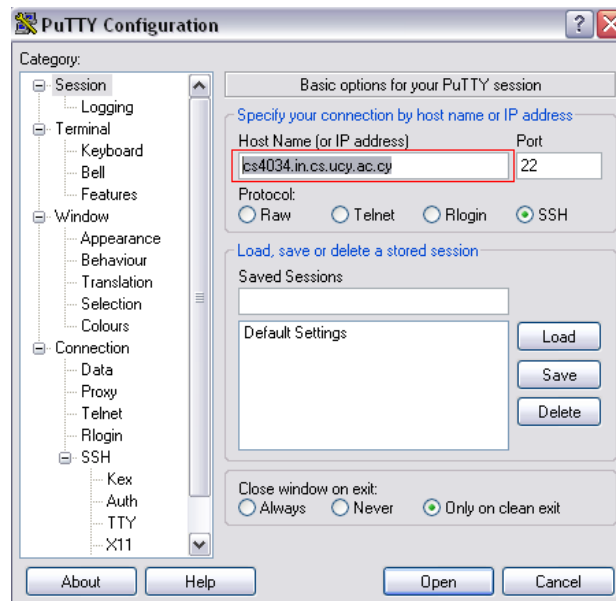 PuTTY Configuration
Category:
Session
Logging
Terminal
Keyboard
Bell
Features
Window
Appearance
Behaviour
Translation
Selection
Colours
Connection
Data
Proxy
Telnet
Rlogin
SSH
Kex
Auth
TTY
X11
Basic options for your PuTTY session
Specify your connection by host name or IP address
Host Name (or IP address) Port
cs4034.in.cs.ucy.ac.cy 22
Protocol:
Raw Telnet Rlogin SSH
Load, save or delete a stored session
Saved Sessions
Default Settings
Load
Save
Delete
Close window on exit:
Always Never Only on clean exit
About Help Open Cancel